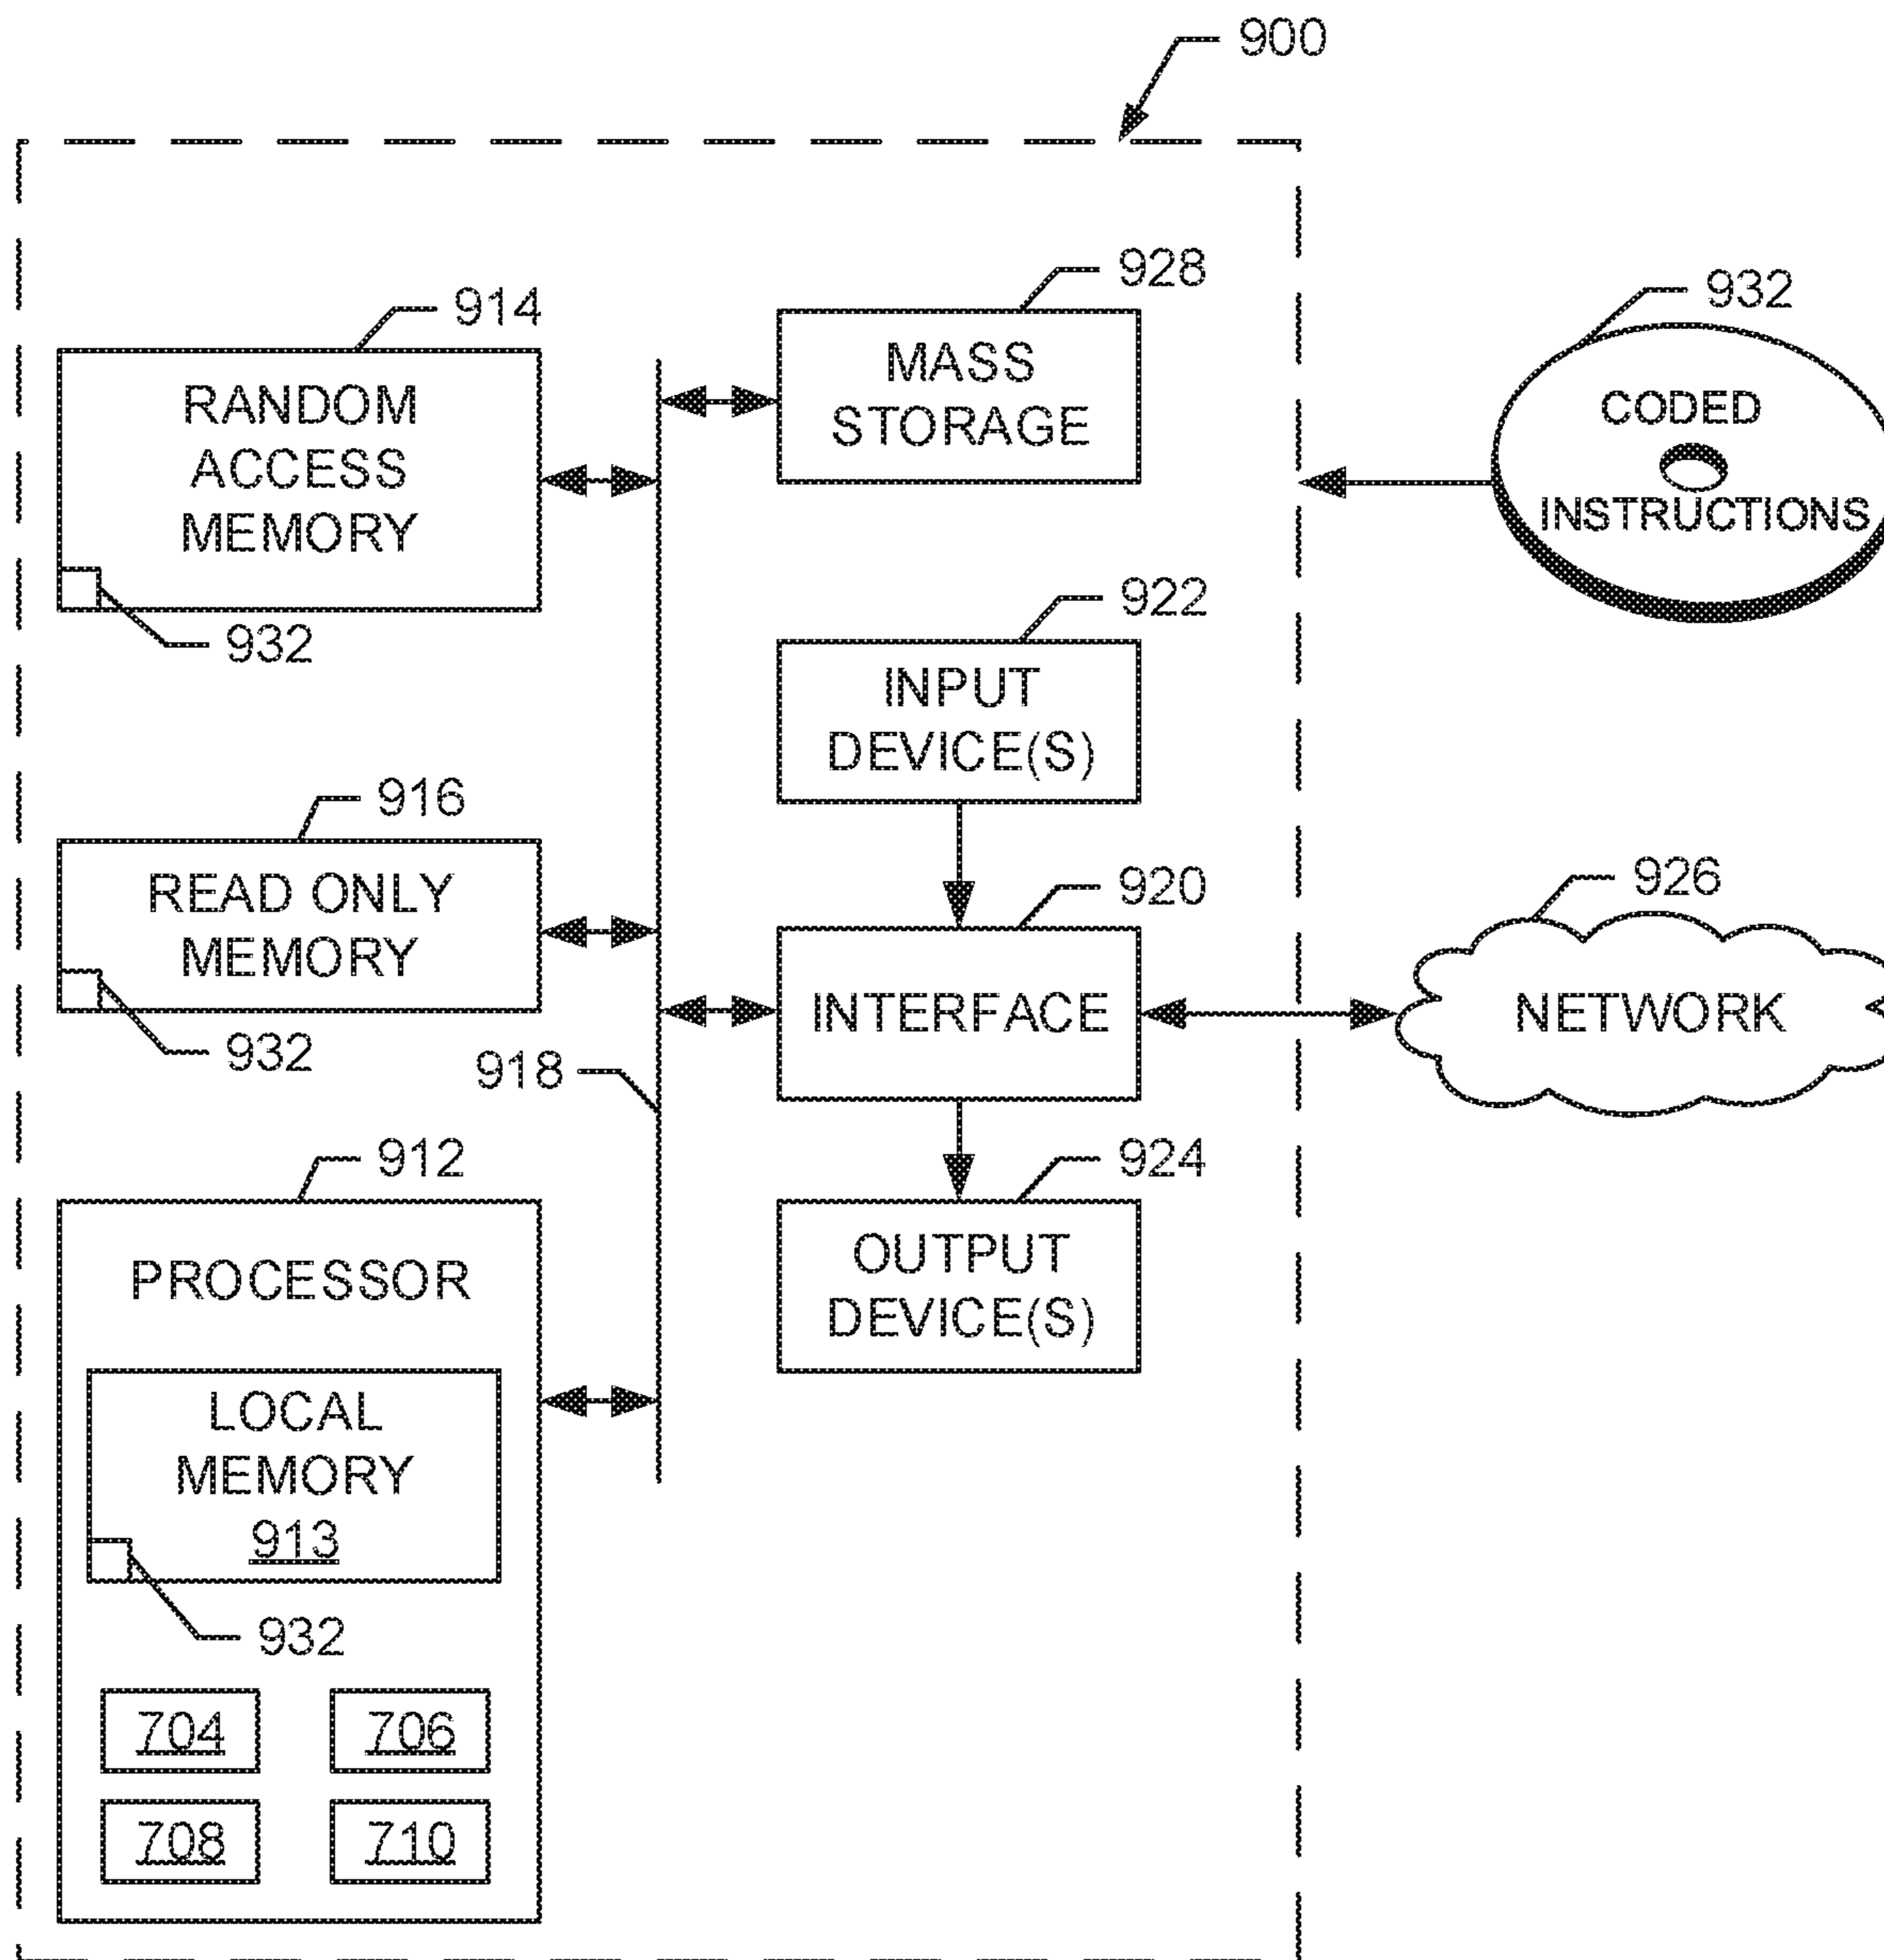 900
928
914
932
MASS
STORAGE
RANDOM
ACCESS
MEMORY
CODED
INSTRUCTIONS
922
932
INPUT
DEVICE(S)
916
920
926
READ ONLY
MEMORY
INTERFACE
NETWORK
932
918
912
924
PROCESSOR
OUTPUT
DEVICE(S)
LOCAL
MEMORY
913
932
704
706
708
710